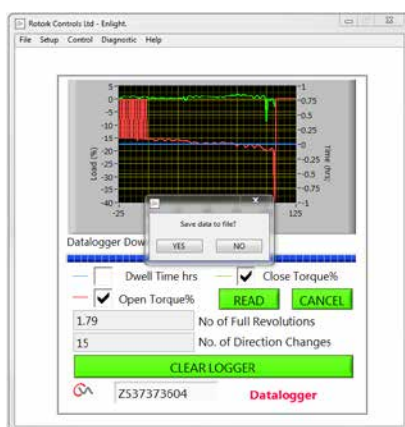 Rotork Controls Ltd - Enlight.
File Setup Control Diagnostic Help
5
0
-5
-10
-15
-20
-25
-30
-35
-40
Load (%)
1
0.75
0.5
0.25
0
-0.25
-0.5
-0.75
-1
Time (hrs)
-25
125
Save data to file?
YES NO
Datalogger Dow
Dwell Time hrs
Close Torque%
Open Torque%
READ CANCEL
1.79 No of Full Revolutions
15 No. of Direction Changes
CLEAR LOGGER
ZS37373604 Datalogger